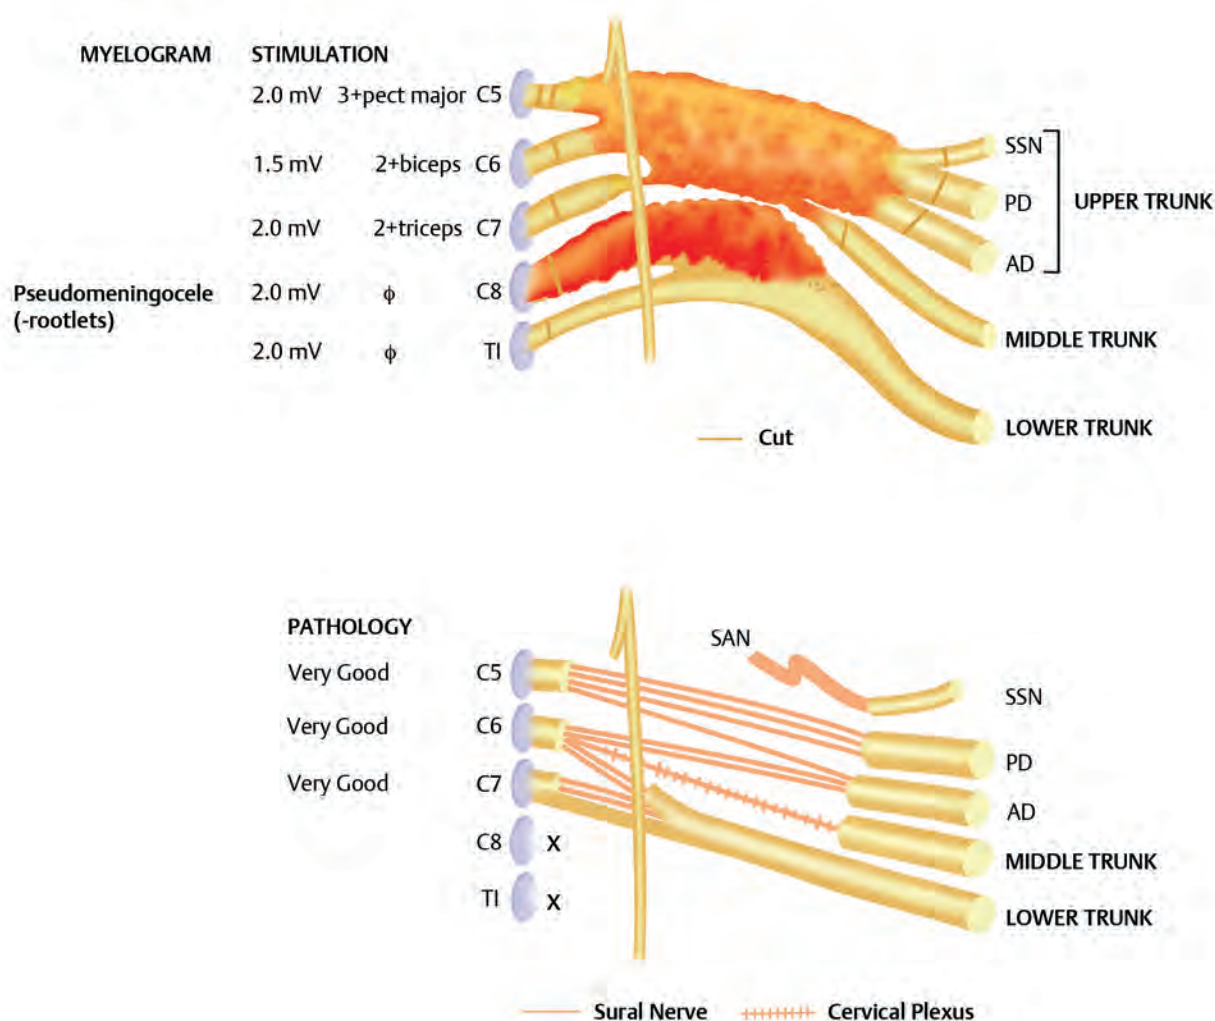 MYELOGRAM STIMULATION
2.0 mV 3+pect major C5
1.5 mV 2+biceps C6
2.0 mV 2+triceps C7
Pseudomeningocele
(-rootlets)
2.0 mV ϕ C8
2.0 mV ϕ TI
SSN
PD
AD
UPPER TRUNK
MIDDLE TRUNK
LOWER TRUNK
Cut
PATHOLOGY
Very Good C5
Very Good C6
Very Good C7
C8 X
TI X
SAN
SSN
PD
AD
MIDDLE TRUNK
LOWER TRUNK
Sural Nerve Cervical Plexus